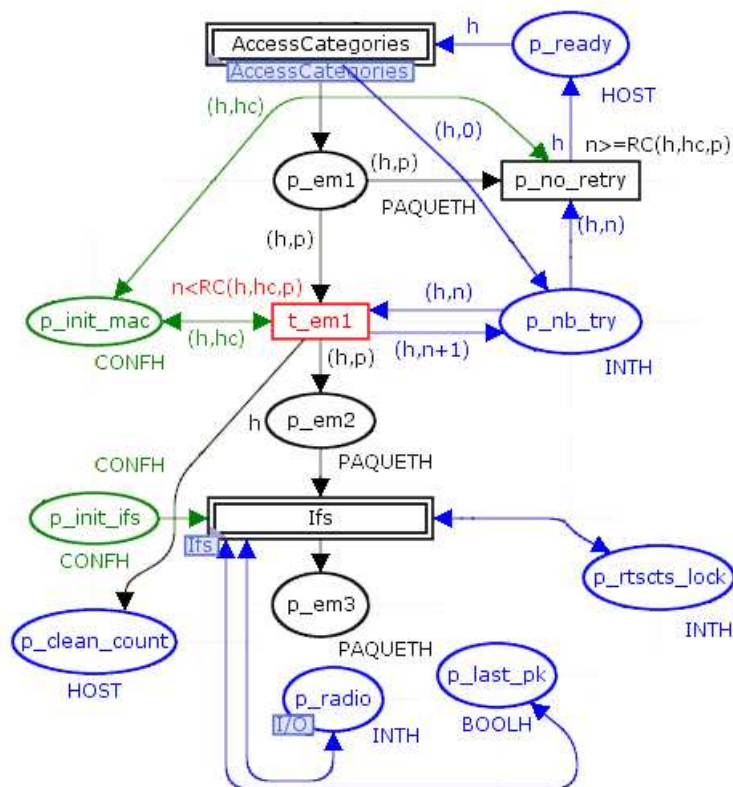 AccessCategories
h
p_ready
AccessCategories
HOST
(h,hc)
(h,0)
h
n>=RC(h,hc,p)
p_em1
(h,p)
p_no_retry
PAQUETH
(h,p)
(h,n)
n<RC(h,hc,p)
(h,n)
p_init_mac
t_em1
p_nb_try
(h,hc)
(h,n+1)
CONFH
(h,p)
INTH
h
p_em2
CONFH
PAQUETH
p_init_ifs
Ifs
Ifs
CONFH
p_rtscts_lock
p_em3
p_clean_count
INTH
PAQUETH
HOST
p_radio
p_last_pk
I/O
INTH
BOOLH